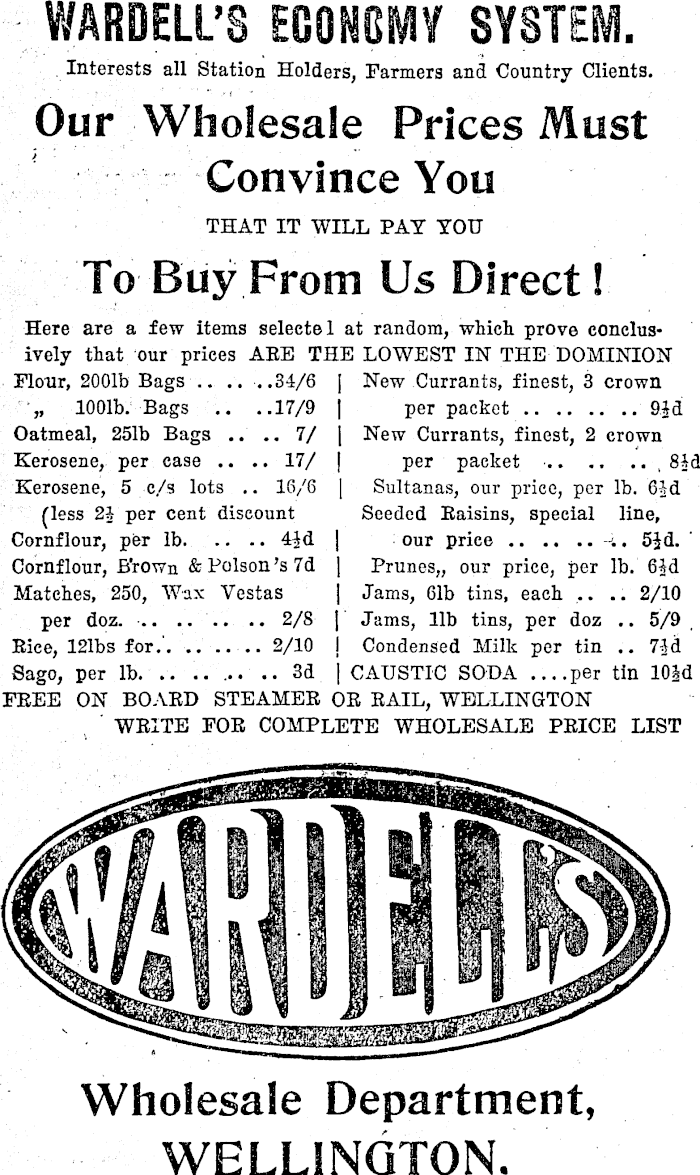 WARDELL'S ECONOMY SYSTEM.
Interests all Station Holders, Farmers and Country Clients.
Our Wholesale Prices Must
Convince You
THAT IT WILL PAY YOU
To Buy From Us Direct !
Here are a few items selectel at random, which prove conclus-
ively that our prices ARE THE LOWEST IN THE DOMINION
Flour, 200lb Bags .. .. ..34/6
„ 100lb. Bags .. ..17/9
Oatmeal, 25lb Bags .. .. 7/
Kerosene, per case .. .. 17/
Kerosene, 5 c/s lots .. 16/6
(less 2½ per cent discount
Cornflour, per lb. .. .. 4½d
Cornflour, Brown & Polson's 7d
Matches, 250, Wax Vestas
per doz. .. .. .. .. 2/8
Rice, 12lbs for.. .. .. .. 2/10
Sago, per lb. .. .. .. .. 3d
New Currants, finest, 3 crown
per packet .. .. .. .. 9½d
New Currants, finest, 2 crown
per packet .. .. .. .. 8½d
Sultanas, our price, per lb. 6½d
Seeded Raisins, special line,
our price .. .. .. .. 5½d.
Prunes,, our price, per lb. 6½d
Jams, 6lb tins, each .. .. 2/10
Jams, 1lb tins, per doz .. 5/9
Condensed Milk per tin .. 7½d
CAUSTIC SODA ....per tin 10½d
FREE ON BOARD STEAMER OR RAIL, WELLINGTON
WRITE FOR COMPLETE WHOLESALE PRICE LIST
WARDELL'S
Wholesale Department,
WELLINGTON.